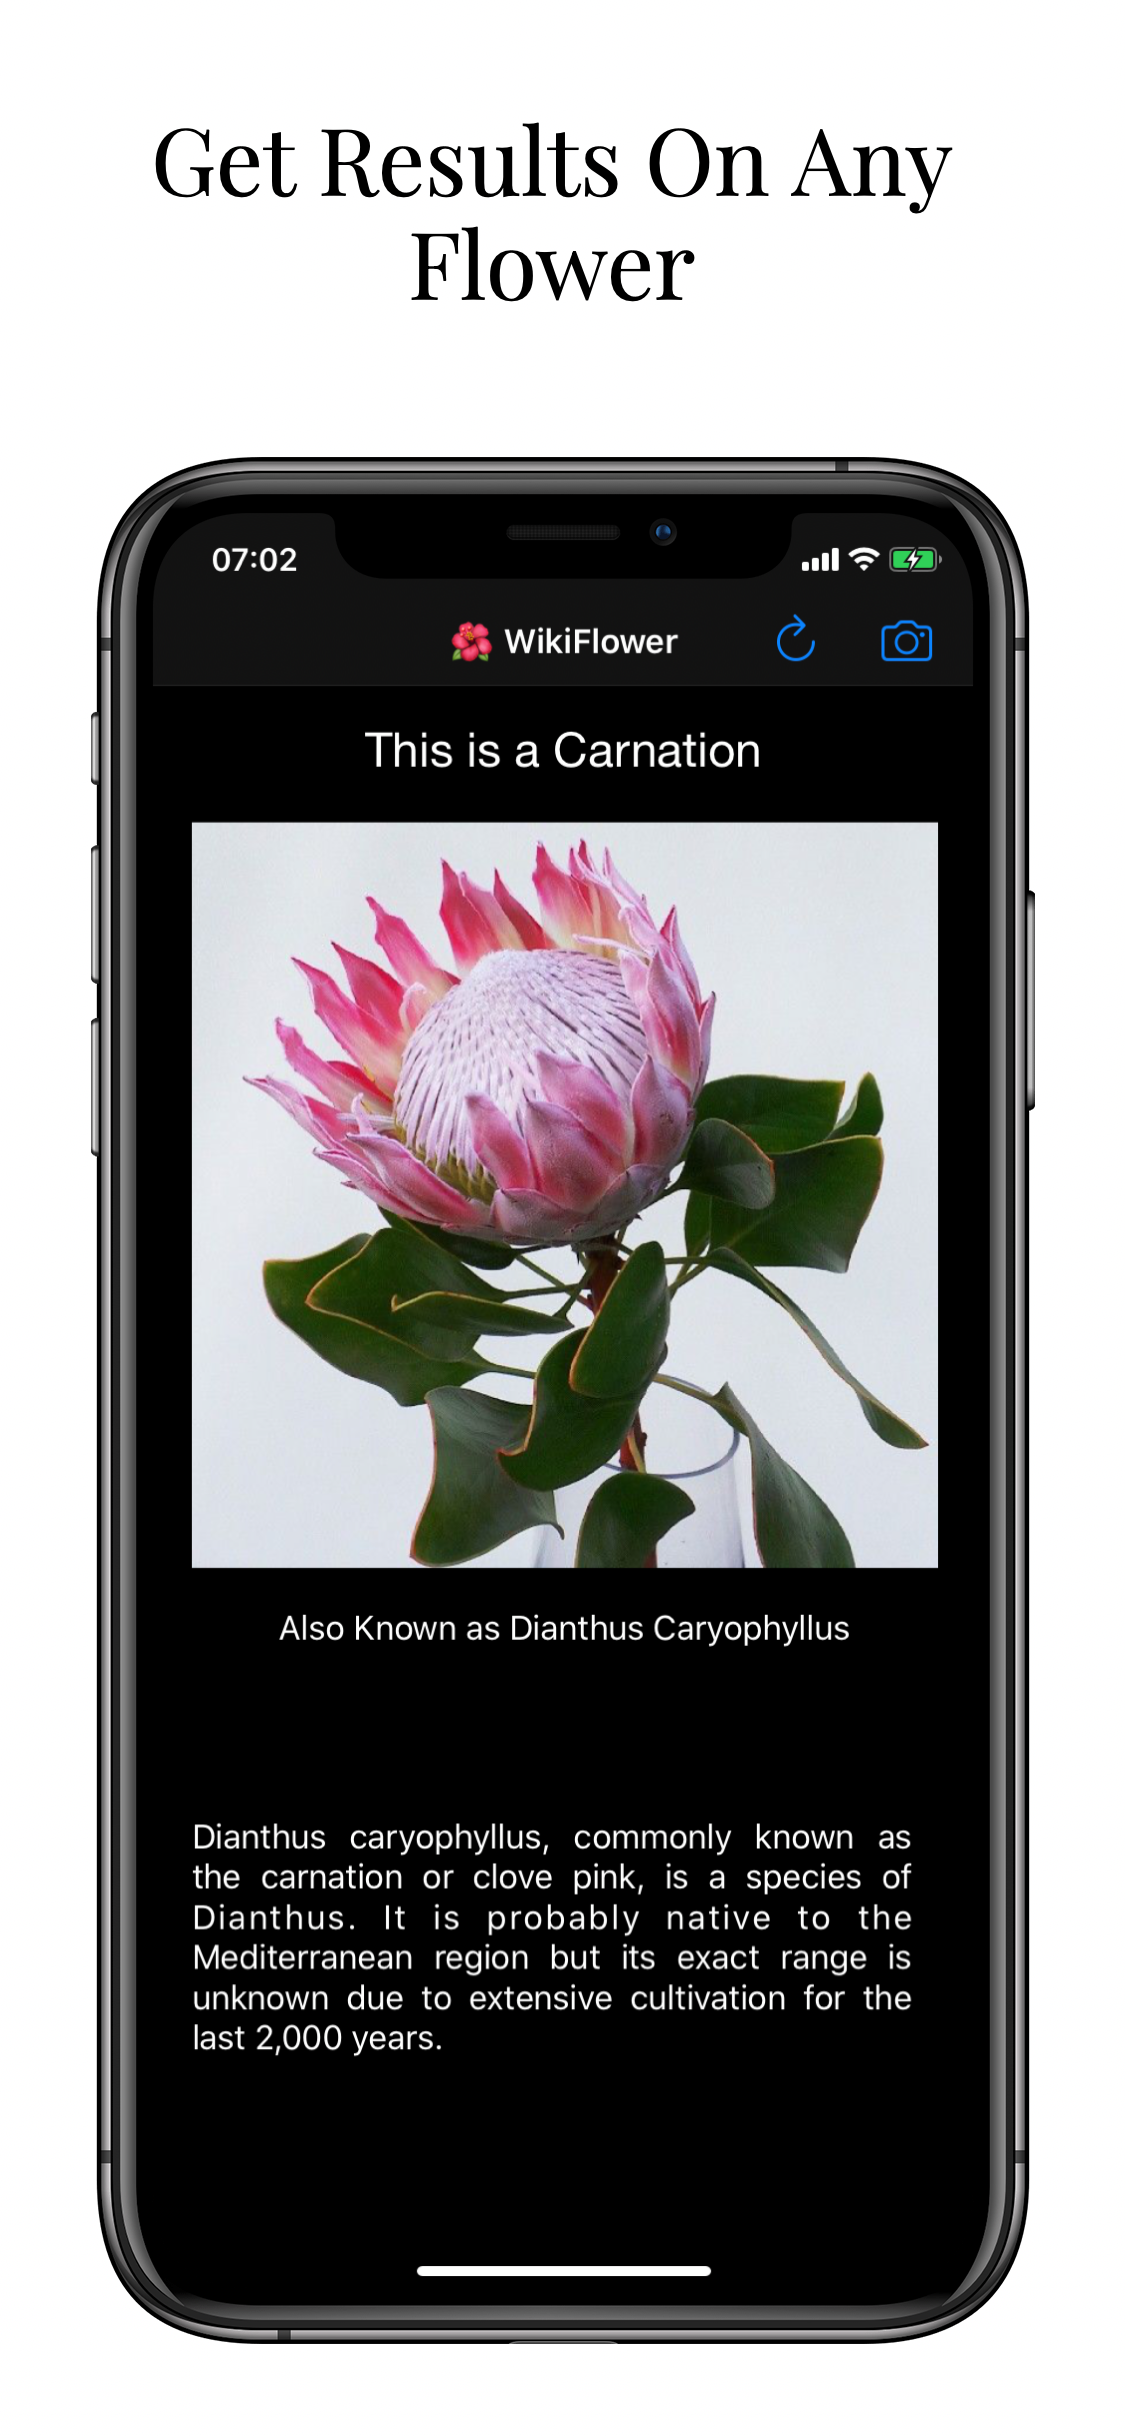 Get Results On Any
Flower
07:02
WikiFlower
This is a Carnation
Also Known as Dianthus Caryophyllus
Dianthus caryophyllus, commonly known as
the carnation or clove pink, is a species of
Dianthus. It is probably native to the
Mediterranean region but its exact range is
unknown due to extensive cultivation for the
last 2,000 years.